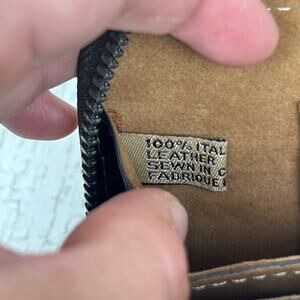 100% ITAL
LEATHER
SEWN IN C
FABRIQUE